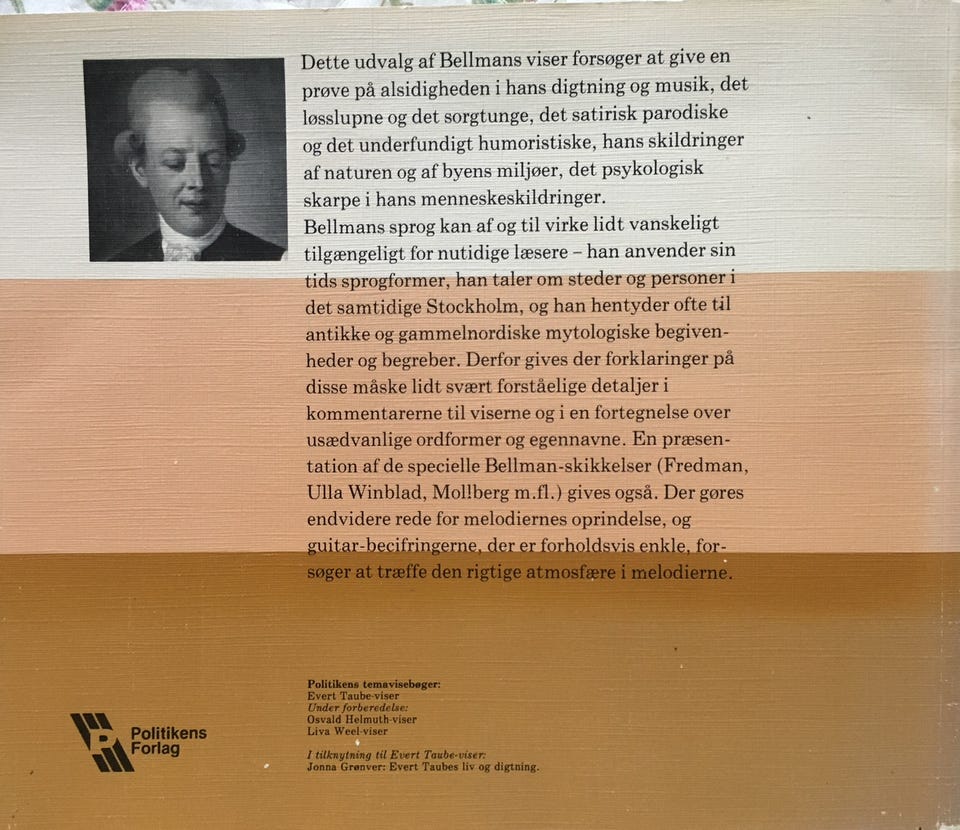 Dette udvalg af Bellmans viser forsøger at give en
prøve på alsidigheden i hans digtning og musik, det
løsslupne og det sorgtunge, det satirisk parodiske
og det underfundigt humoristiske, hans skildringer
af naturen og af byens miljøer, det psykologisk
skarpe i hans menneskeskildringer.
Bellmans sprog kan af og til virke lidt vanskeligt
tilgængeligt for nutidige læsere – han anvender sin
tids sprogformer, han taler om steder og personer i
det samtidige Stockholm, og han hentyder ofte til
antikke og gammelnordiske mytologiske begiven-
heder og begreber. Derfor gives der forklaringer på
disse måske lidt svært forståelige detaljer i
kommentarerne til viserne og i en fortegnelse over
usædvanlige ordformer og egennavne. En præsen-
tation af de specielle Bellman-skikkelser (Fredman,
Ulla Winblad, Mollberg m.fl.) gives også. Der gøres
endvidere rede for melodiernes oprindelse, og
guitar-becifringerne, der er forholdsvis enkle, for-
søger at træffe den rigtige atmosfære i melodierne.
Politikens temavisebøger:
Evert Taube-viser
Under forberedelse:
Osvald Helmuth-viser
Liva Weel-viser
I tilknytning til Evert Taube-viser:
Jonna Grønver: Evert Taubes liv og digtning.
P
Politikens
Forlag